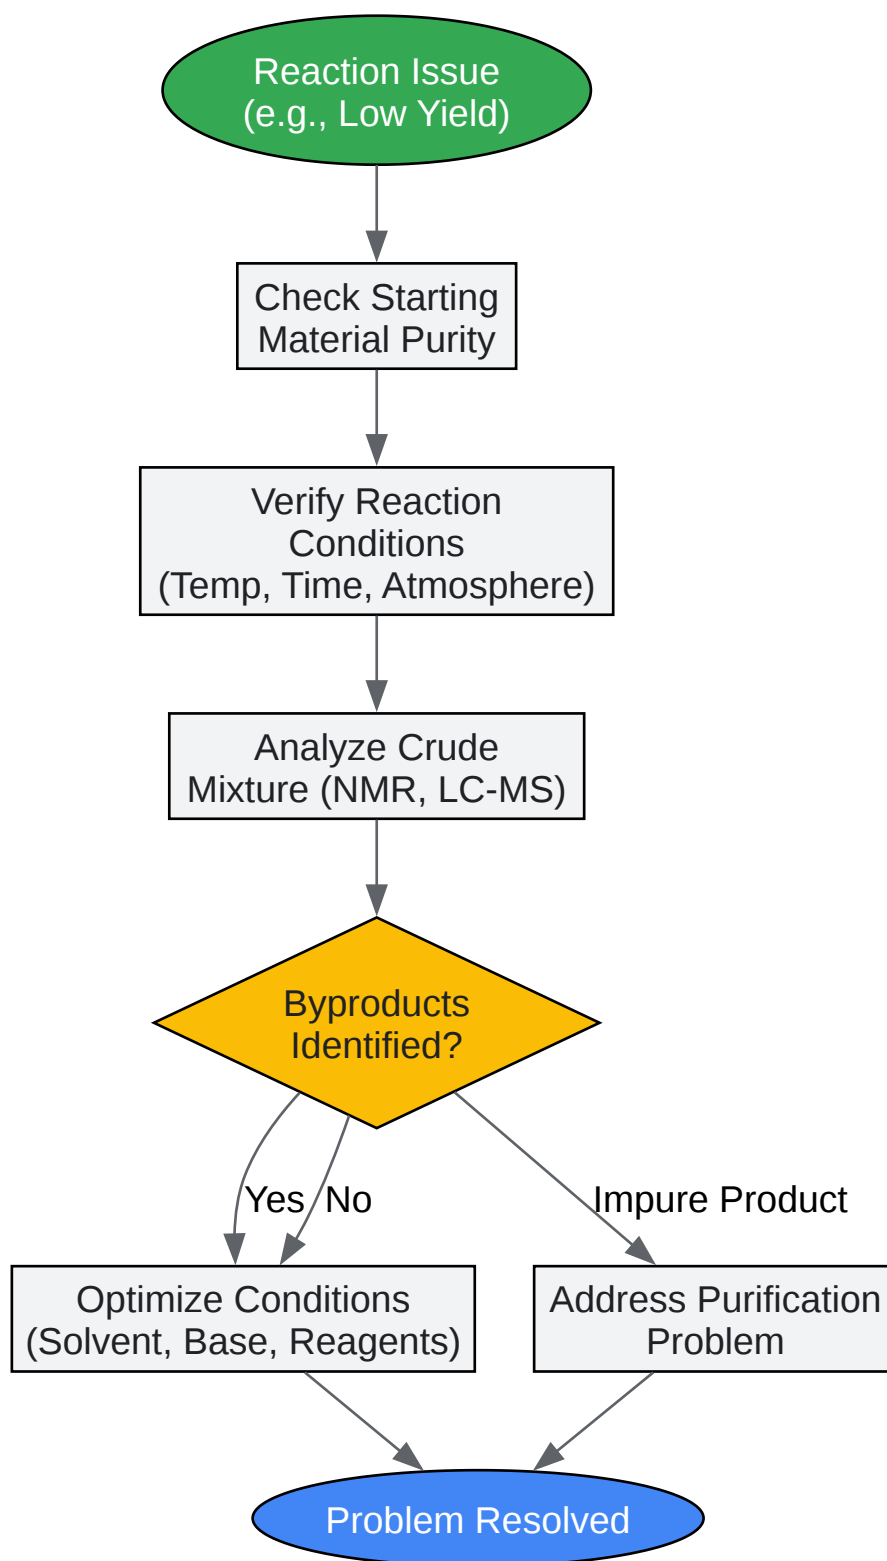 Reaction Issue
(e.g., Low Yield)
Check Starting
Material Purity
Verify Reaction
Conditions
(Temp, Time, Atmosphere)
Analyze Crude
Mixture (NMR, LC-MS)
Byproducts
Identified?
Yes
No
Impure Product
Optimize Conditions
(Solvent, Base, Reagents)
Address Purification
Problem
Problem Resolved